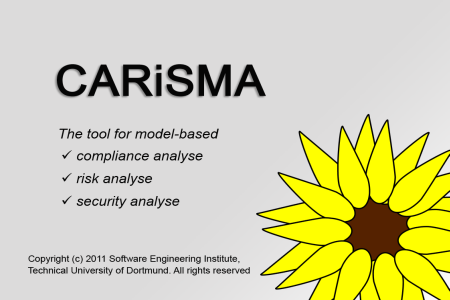 CARiSMA
The tool for model-based
✓ compliance analyse
✓ risk analyse
✓ security analyse
Copyright (c) 2011 Software Engineering Institute,
Technical University of Dortmund. All rights reserved